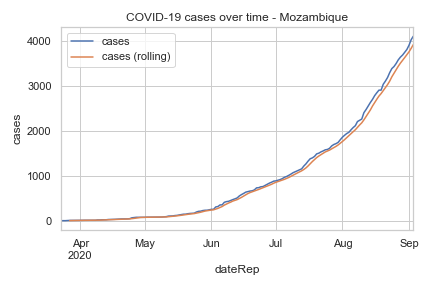 COVID-19 cases over time - Mozambique
cases
cases (rolling)
4000
3000
2000
1000
0
cases
Apr
2020
May
Jun
Jul
Aug
Sep
dateRep